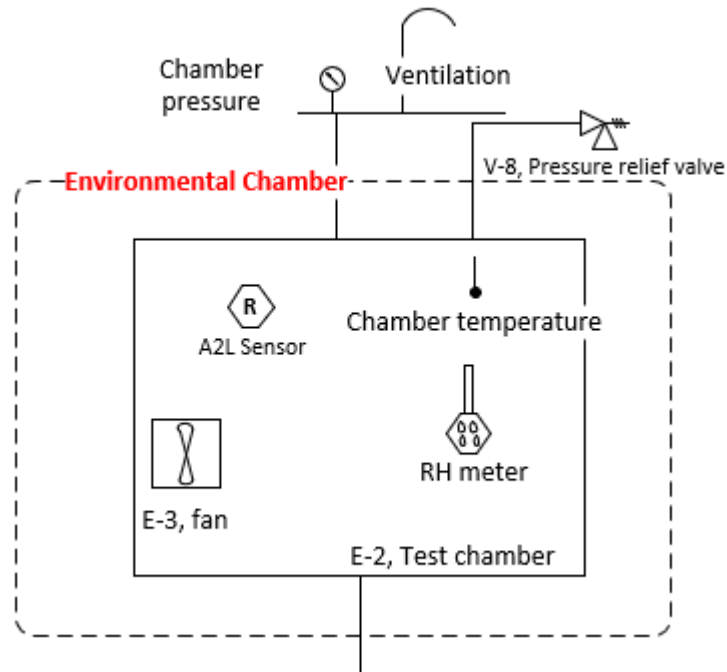 Chamber
pressure
Ventilation
V-8, Pressure relief valve
Environmental Chamber
R
A2L Sensor
Chamber temperature
RH meter
E-3, fan
E-2, Test chamber